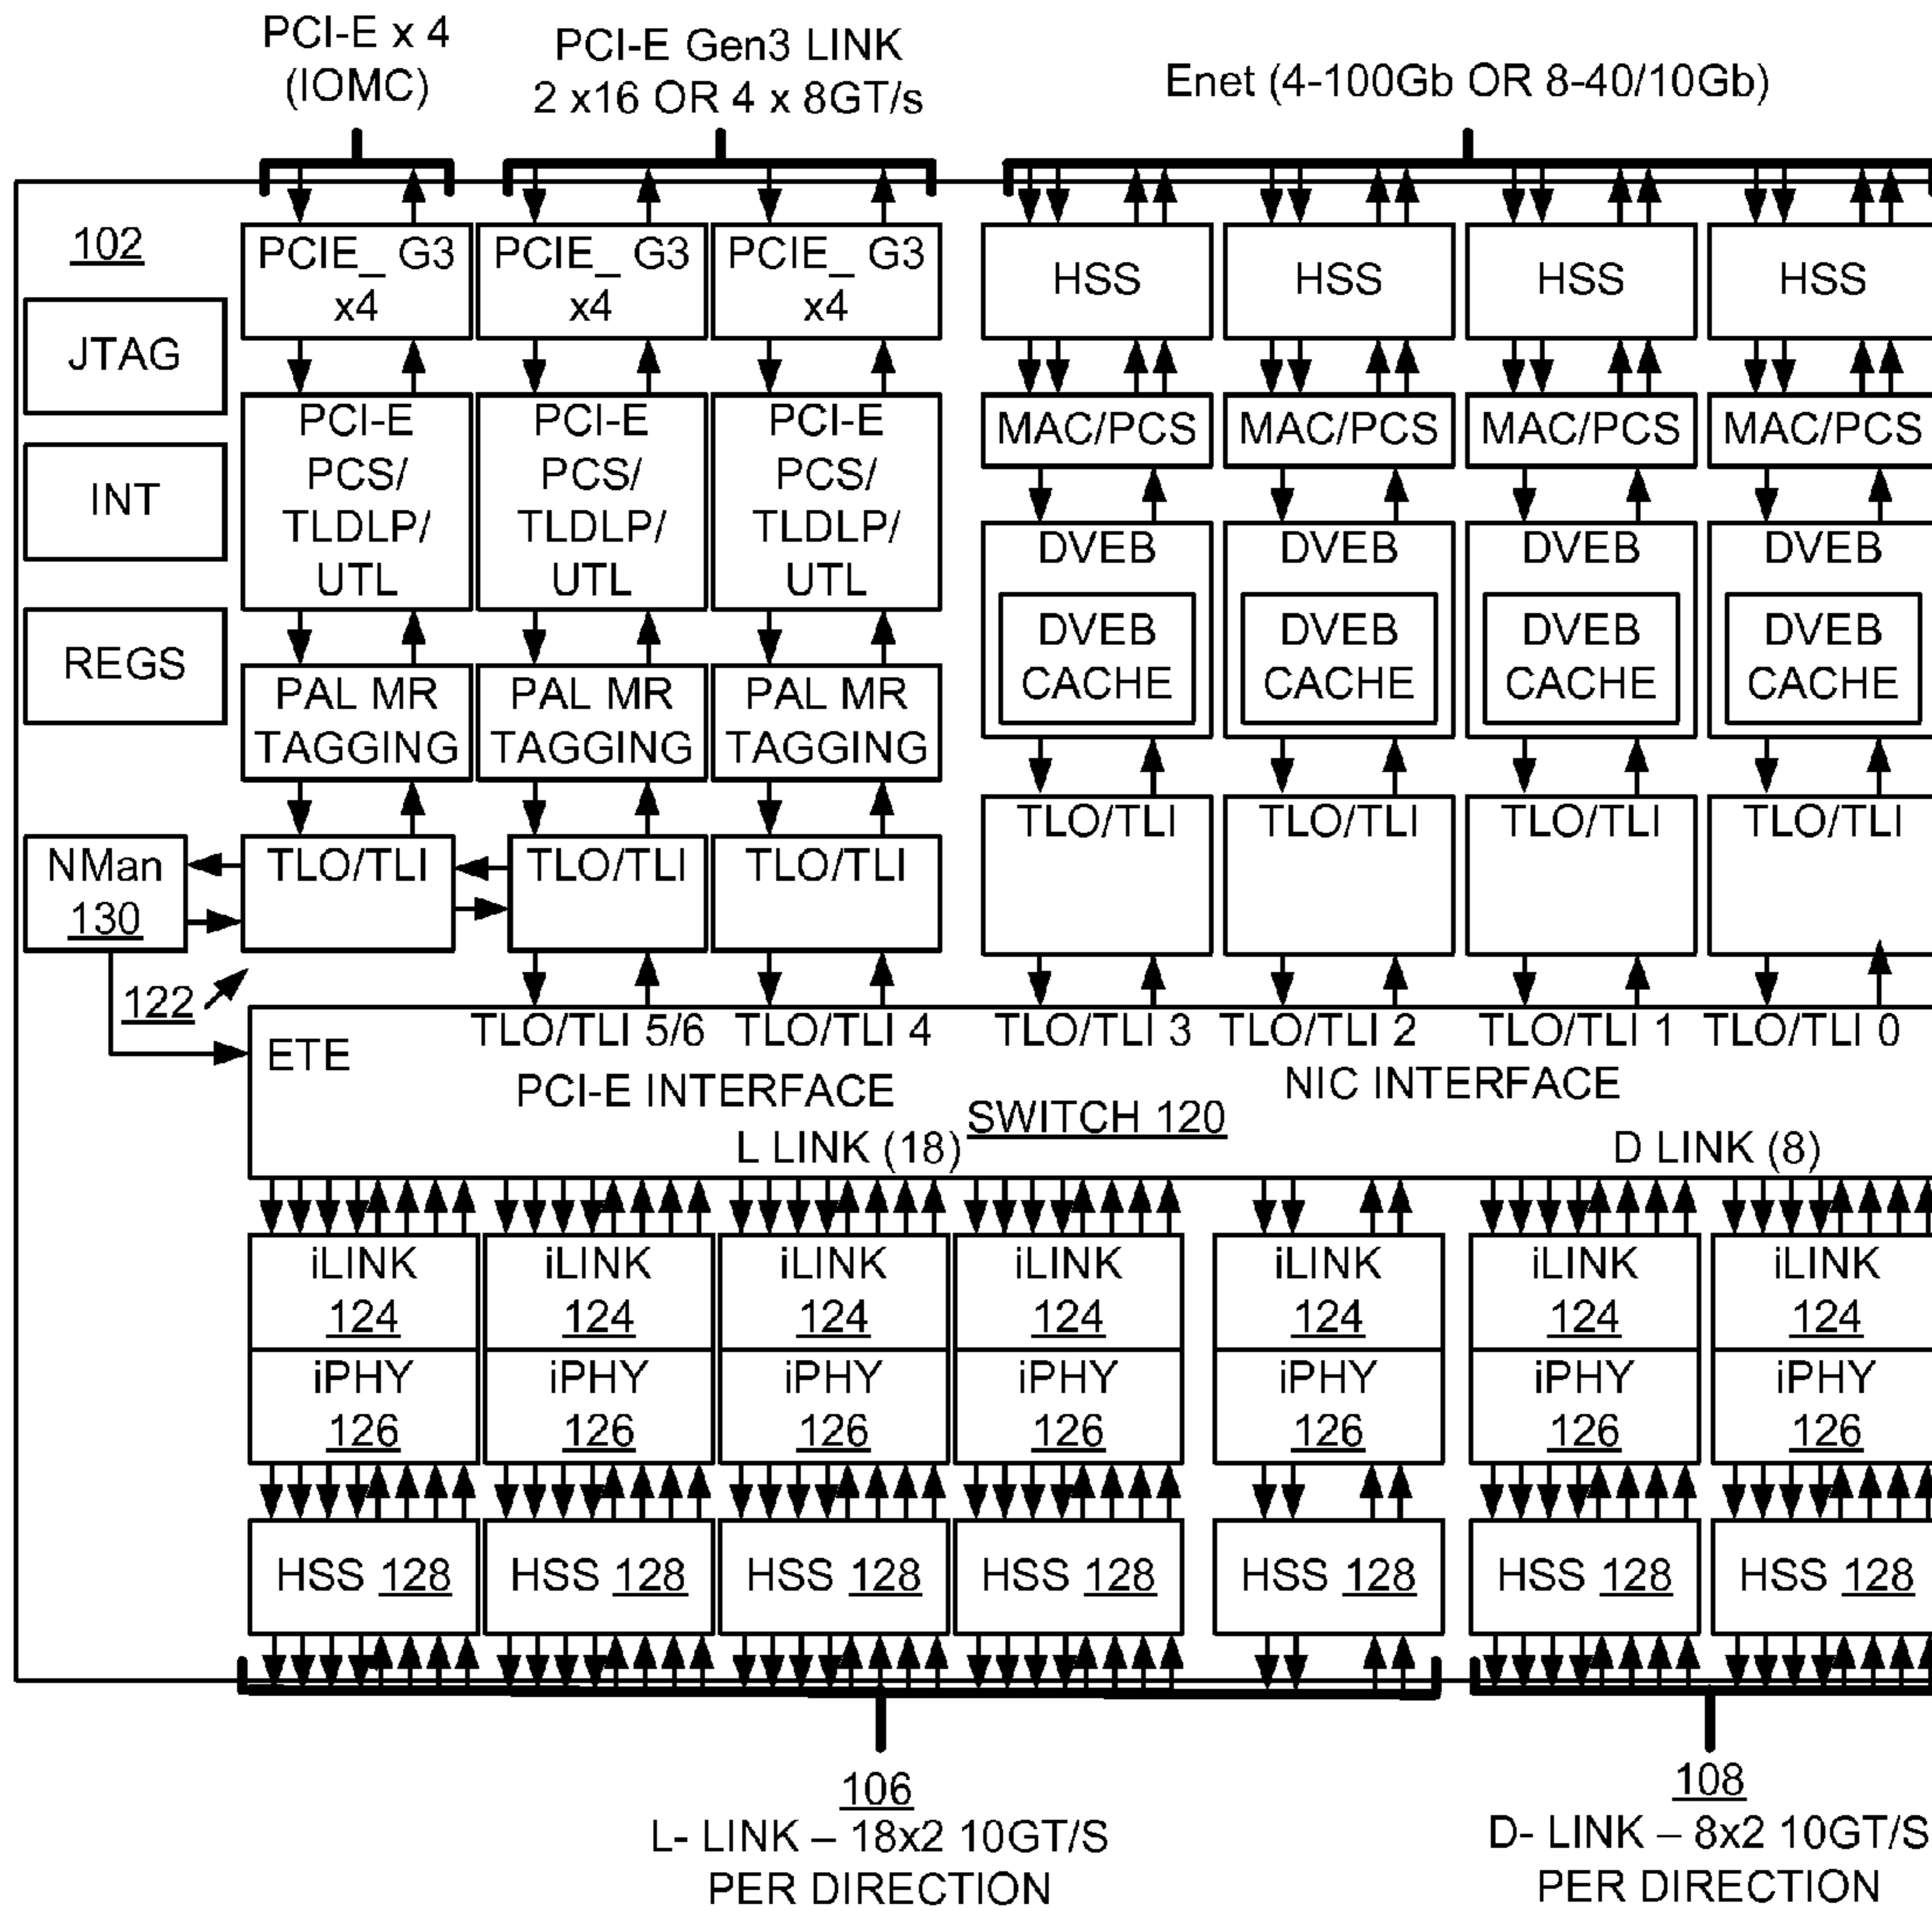 PCI-E x 4
(IOMC)
PCI-E Gen3 LINK
2 x16 OR 4 x 8GT/s
Enet (4-100Gb OR 8-40/10Gb)
102
JTAG
INT
REGS
PCIE_ G3
x4
PCIE_ G3
x4
PCIE_ G3
x4
HSS
HSS
HSS
HSS
PCI-E
PCS/
TLDLP/
UTL
PCI-E
PCS/
TLDLP/
UTL
PCI-E
PCS/
TLDLP/
UTL
MAC/PCS
MAC/PCS
MAC/PCS
MAC/PCS
DVEB
DVEB
CACHE
DVEB
DVEB
CACHE
DVEB
DVEB
CACHE
DVEB
DVEB
CACHE
PAL MR
TAGGING
PAL MR
TAGGING
PAL MR
TAGGING
NMan
130
TLO/TLI
TLO/TLI
TLO/TLI
TLO/TLI
TLO/TLI
TLO/TLI
TLO/TLI
122
ETE
TLO/TLI 5/6
TLO/TLI 4
TLO/TLI 3
TLO/TLI 2
TLO/TLI 1
TLO/TLI 0
PCI-E INTERFACE
NIC INTERFACE
SWITCH 120
L LINK (18)
D LINK (8)
iLINK
124
iPHY
126
iLINK
124
iPHY
126
iLINK
124
iPHY
126
iLINK
124
iPHY
126
iLINK
124
iPHY
126
iLINK
124
iPHY
126
iLINK
124
iPHY
126
HSS 128
HSS 128
HSS 128
HSS 128
HSS 128
HSS 128
HSS 128
106
L- LINK – 18x2 10GT/S
PER DIRECTION
108
D- LINK – 8x2 10GT/S
PER DIRECTION